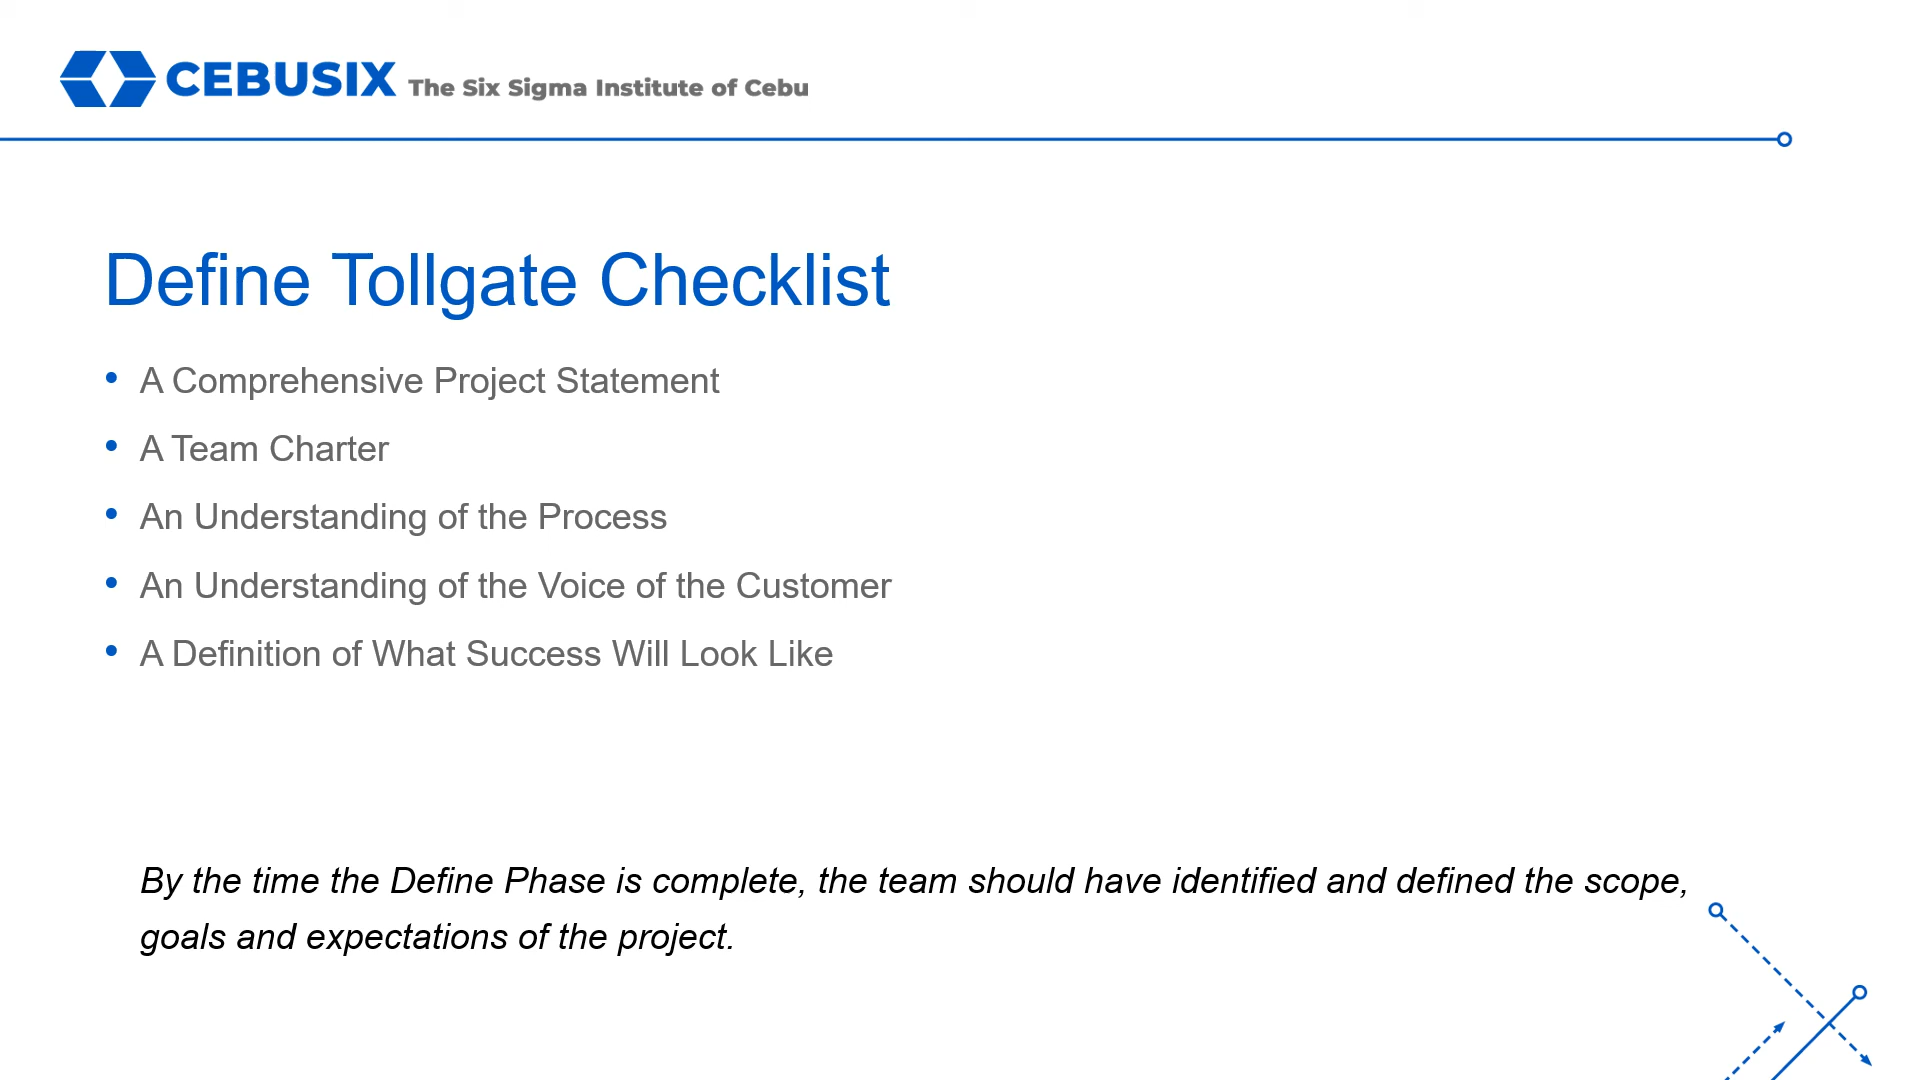 CEBUSIX The Six Sigma Institute of Cebu
Define Tollgate Checklist
• A Comprehensive Project Statement
• A Team Charter
• An Understanding of the Process
• An Understanding of the Voice of the Customer
• A Definition of What Success Will Look Like
By the time the Define Phase is complete, the team should have identified and defined the scope,
goals and expectations of the project.